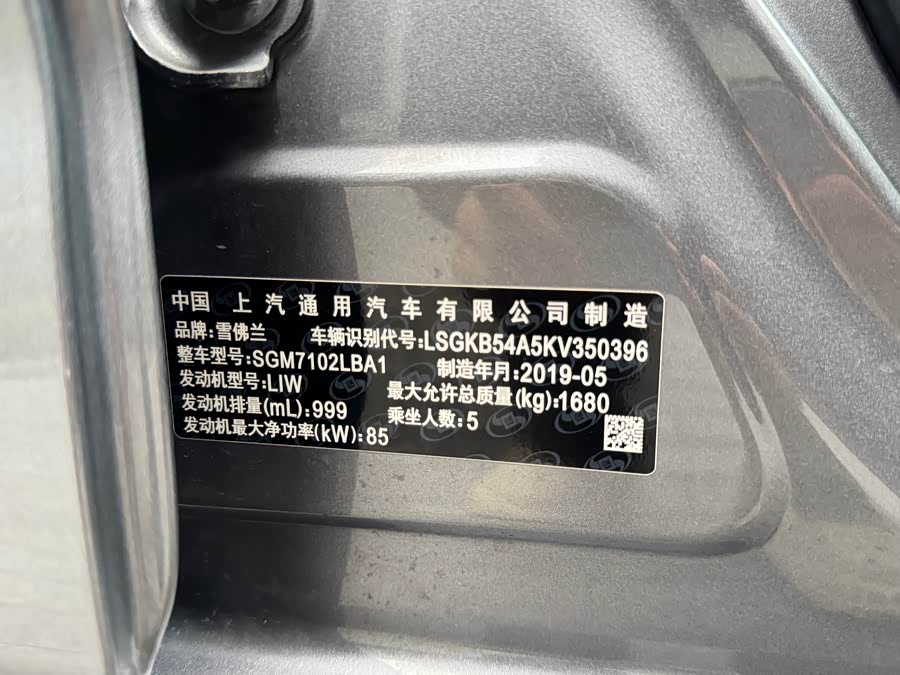 中国 上汽通用汽车有限公司制造
品牌:雪佛兰 车辆识别代号:LSGKB54A5KV350396
整车型号:SGM7102LBA1 制造年月:2019-05
发动机型号:LIW 最大允许总质量(kg):1680
发动机排量(mL):999 乘坐人数:5
发动机最大净功率(kW):85